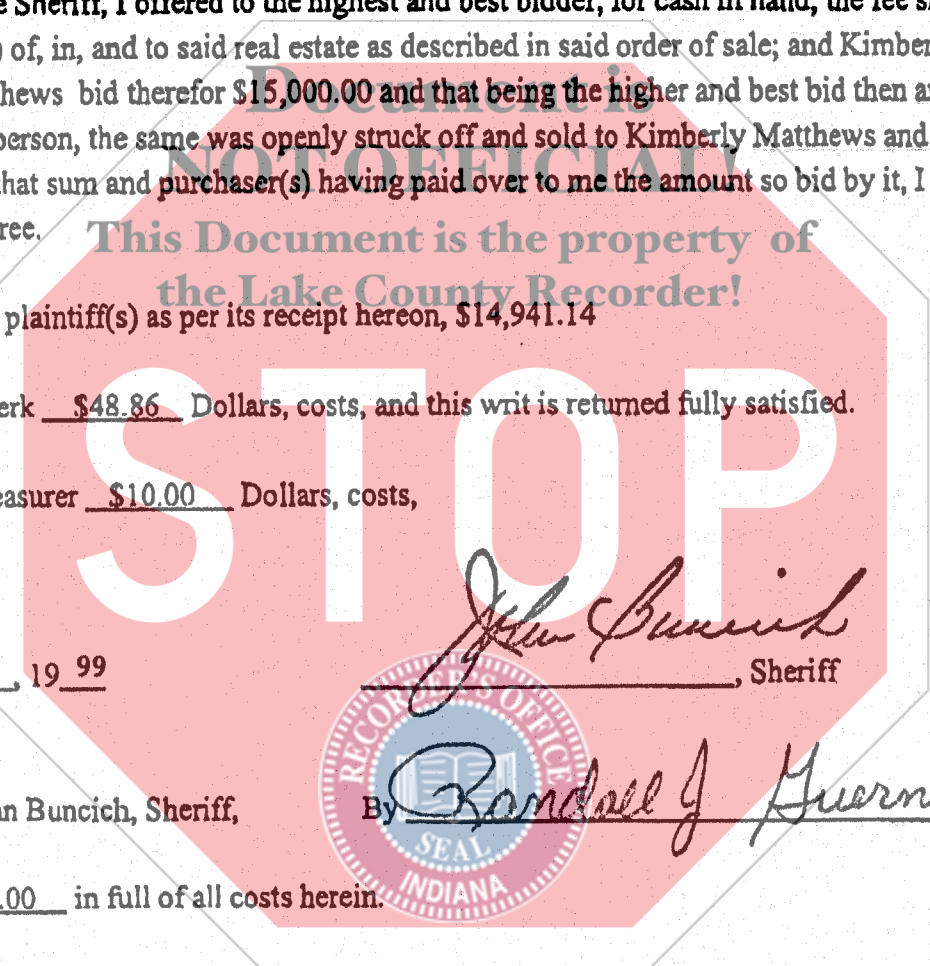 Sheriff, I offered to the highest and best bidder, for cash in hand, the fee
of, in, and to said real estate as described in said order of sale; and Kimber
hews bid therefor $15,000.00 and that being the higher and best bid then a
Document is
person, the same was openly struck off and sold to Kimberly Matthews and
NOT OFFICIAL!
hat sum and purchaser(s) having paid over to me the amount so bid by it, I
ree.
This Document is the property of
the Lake County Recorder!
plaintiff(s) as per its receipt hereon, $14,941.14
erk $48.86 Dollars, costs, and this writ is returned fully satisfied.
STOP
easurer $10.00 Dollars, costs,
John Buncich
, 19 99
, Sheriff
RECORDER'S OFFICE
SEAL
INDIANA
n Buncich, Sheriff,
By Randall J Guern
.00 in full of all costs herein.